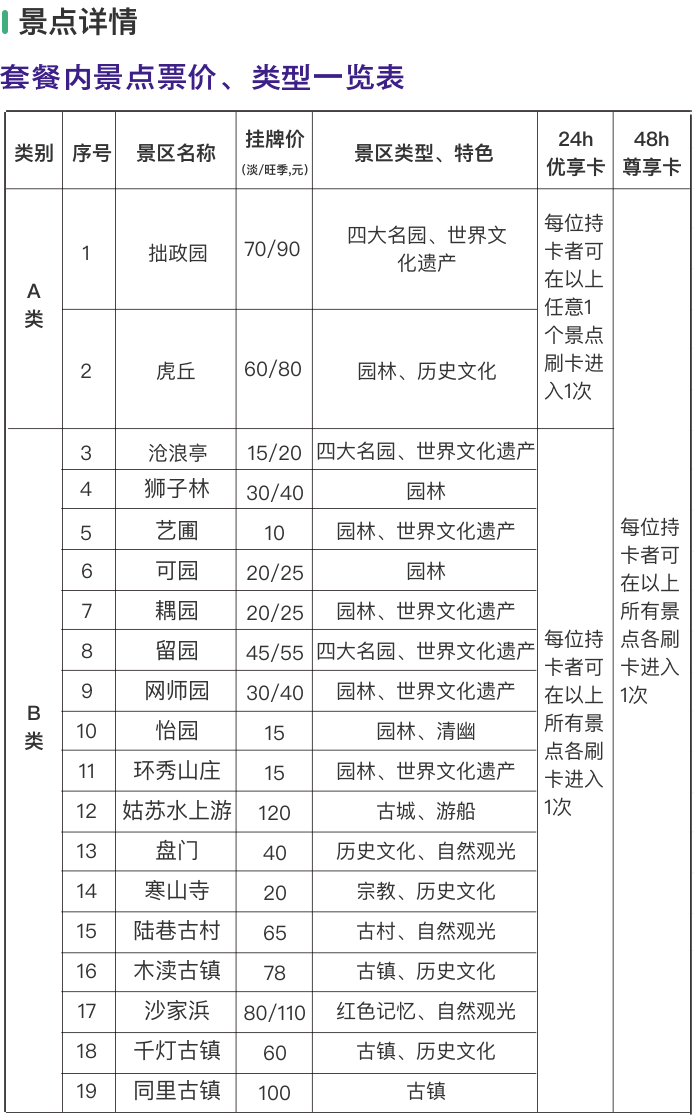 景点详情
套餐内景点票价、类型一览表
类别 序号 景区名称 挂牌价 (淡/旺季,元) 景区类型、特色 24h 优享卡 48h 尊享卡
A
类
1 拙政园 70/90 四大名园、世界文
化遗产
2 虎丘 60/80 园林、历史文化
每位持
卡者可
在以上
任意1
个景点
刷卡进
入1次
B
类
3 沧浪亭 15/20 四大名园、世界文化遗产
4 狮子林 30/40 园林
5 艺圃 10 园林、世界文化遗产
6 可园 20/25 园林
7 耦园 20/25 园林、世界文化遗产
8 留园 45/55 四大名园、世界文化遗产
9 网师园 30/40 园林、世界文化遗产
10 怡园 15 园林、清幽
11 环秀山庄 15 园林、世界文化遗产
12 姑苏水上游 120 古城、游船
13 盘门 40 历史文化、自然观光
14 寒山寺 20 宗教、历史文化
15 陆巷古村 65 古村、自然观光
16 木渎古镇 78 古镇、历史文化
17 沙家浜 80/110 红色记忆、自然观光
18 千灯古镇 60 古镇、历史文化
19 同里古镇 100 古镇
每位持
卡者可
在以上
所有景
点各刷
卡进入
1次
每位持
卡者可
在以上
所有景
点各刷
卡进入
1次